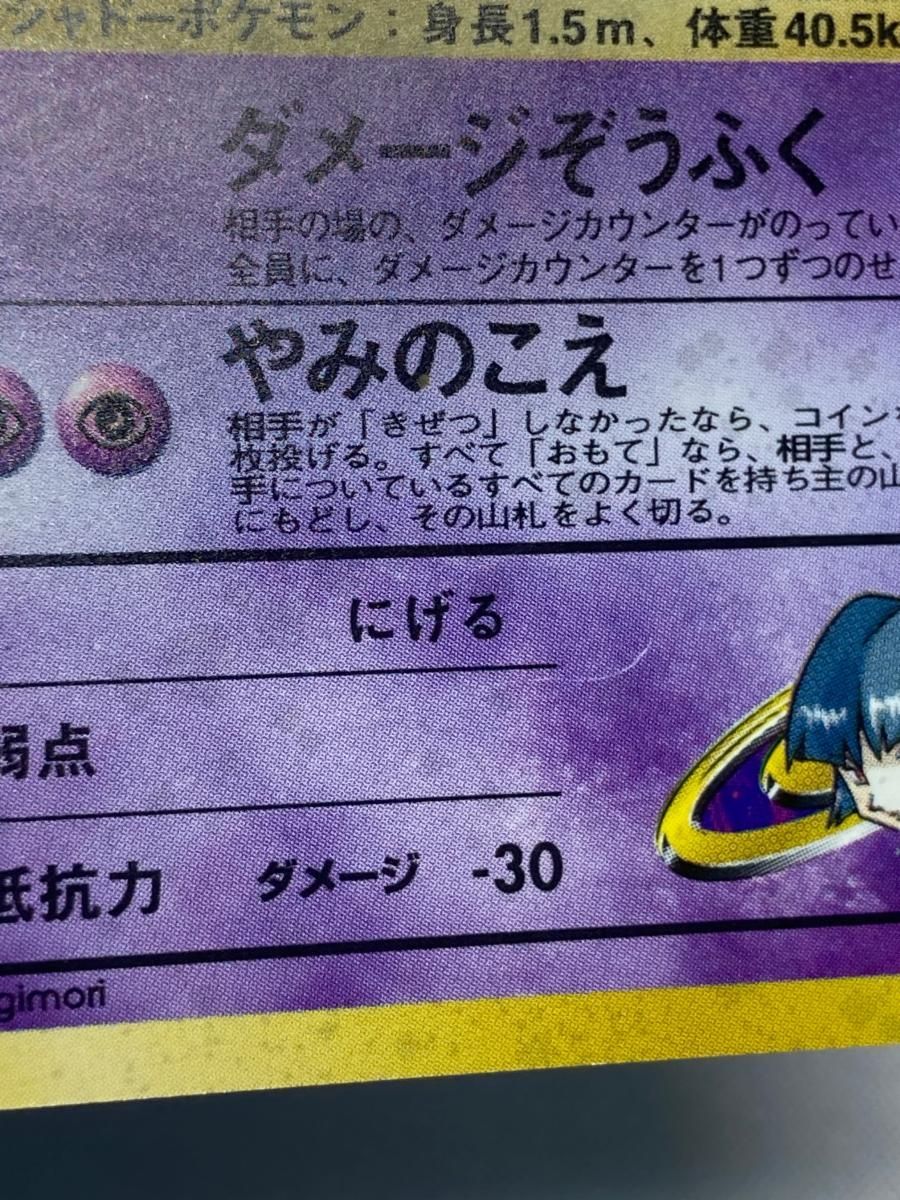 シャドーポケモン：身長1.5m、体重40.5k
ダメージぞうふく
相手の場の、ダメージカウンターがのってい
全員に、ダメージカウンターを1つずつのせ
やみのこえ
相手が「きぜつ」しなかったなら、コイン
枚投げる。すべて「おもて」なら、相手と、
手についているすべてのカードを持ち主の山
にもどし、その山札をよく切る。
にげる
弱点
抵抗力 ダメージ -30
gimori